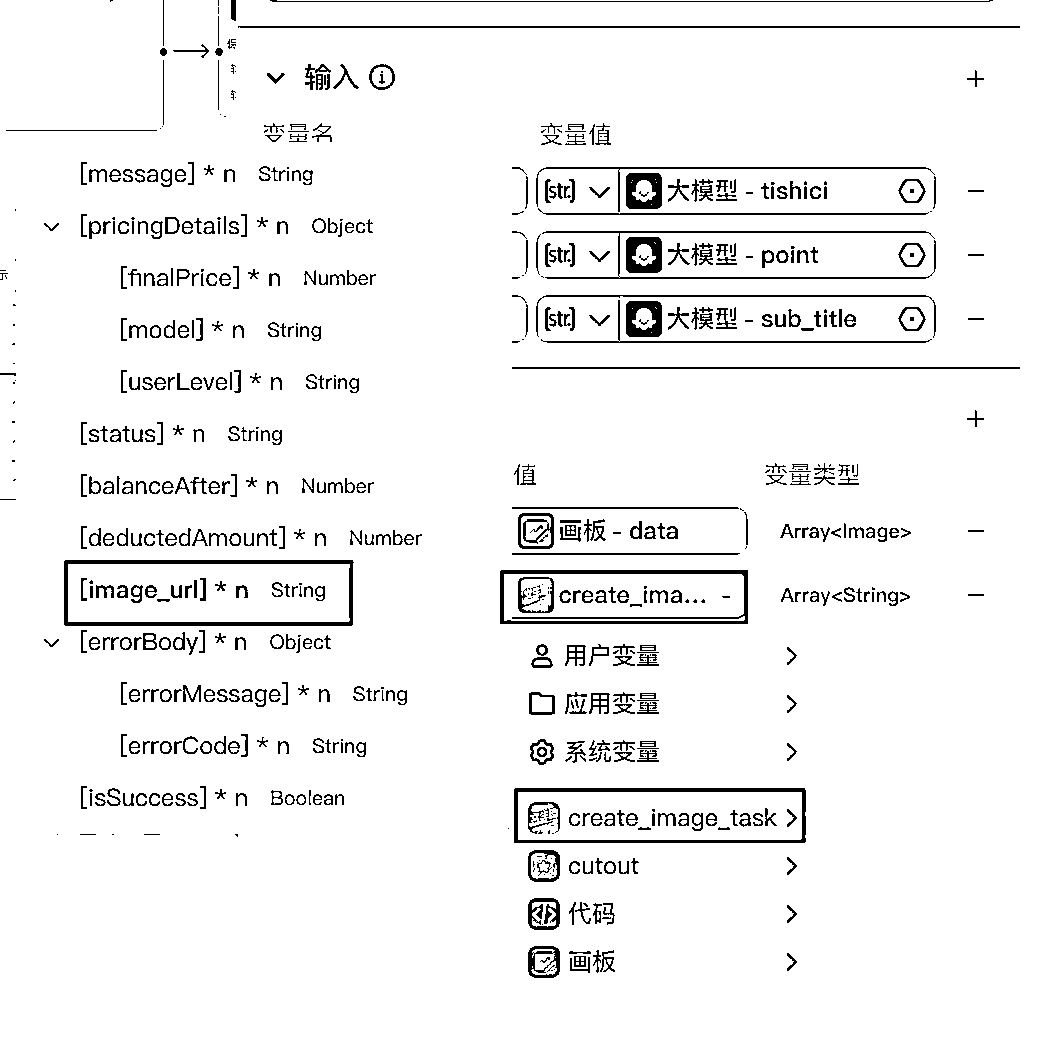 输入
变量名
变量值
[message] * n String
[pricingDetails] * n Object
[finalPrice] * n Number
[model] * n String
[userLevel] * n String
[status] * n String
[balanceAfter] * n Number
[deductedAmount] * n Number
[image_url] * n String
[errorBody] * n Object
[errorMessage] * n String
[errorCode] * n String
[isSuccess] * n Boolean
[str.] 大模型 - tishici
[str.] 大模型 - point
[str.] 大模型 - sub_title
值
变量类型
画板 - data Array<Image>
create_ima... - Array<String>
用户变量
应用变量
系统变量
create_image_task
cutout
代码
画板